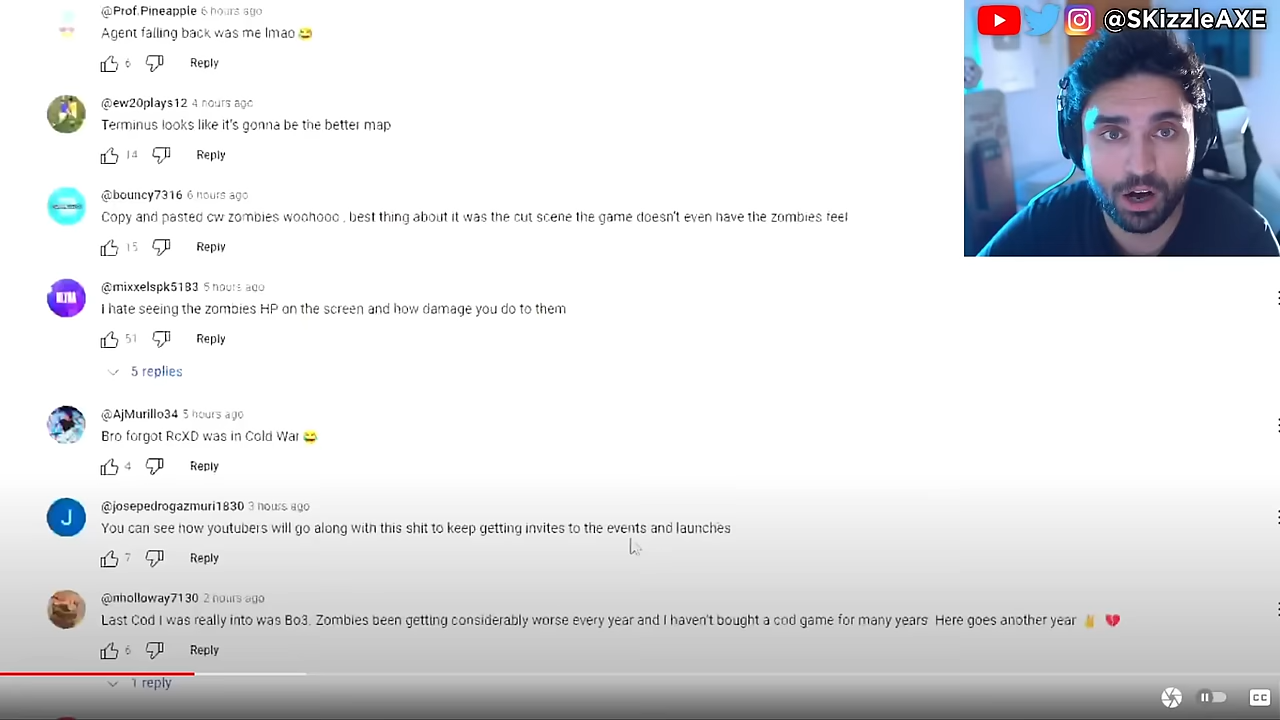 @Prof.Pineapple 6 hours ago
@SKizzleAXE
Agent falling back was me lmao 😂
6 Reply
@ew20plays12 4 hours ago
Terminus looks like it's gonna be the better map
14 Reply
@bouncy7316 6 hours ago
Copy and pasted cw zombies woohooo , best thing about it was the cut scene the game doesn't even have the zombies feel
15 Reply
@mixxelspk5183 5 hours ago
I hate seeing the zombies HP on the screen and how damage you do to them
51 Reply
5 replies
@AjMurillo34 5 hours ago
Bro forgot RcXD was in Cold War 😂
4 Reply
J
@josepedrogazmuri1830 3 hours ago
You can see how youtubers will go along with this shit to keep getting invites to the events and launches
7 Reply
@nholloway7130 2 hours ago
Last Cod I was really into was Bo3. Zombies been getting considerably worse every year and I haven't bought a cod game for many years Here goes another year ✌️ 💔
6 Reply
1 reply
CC